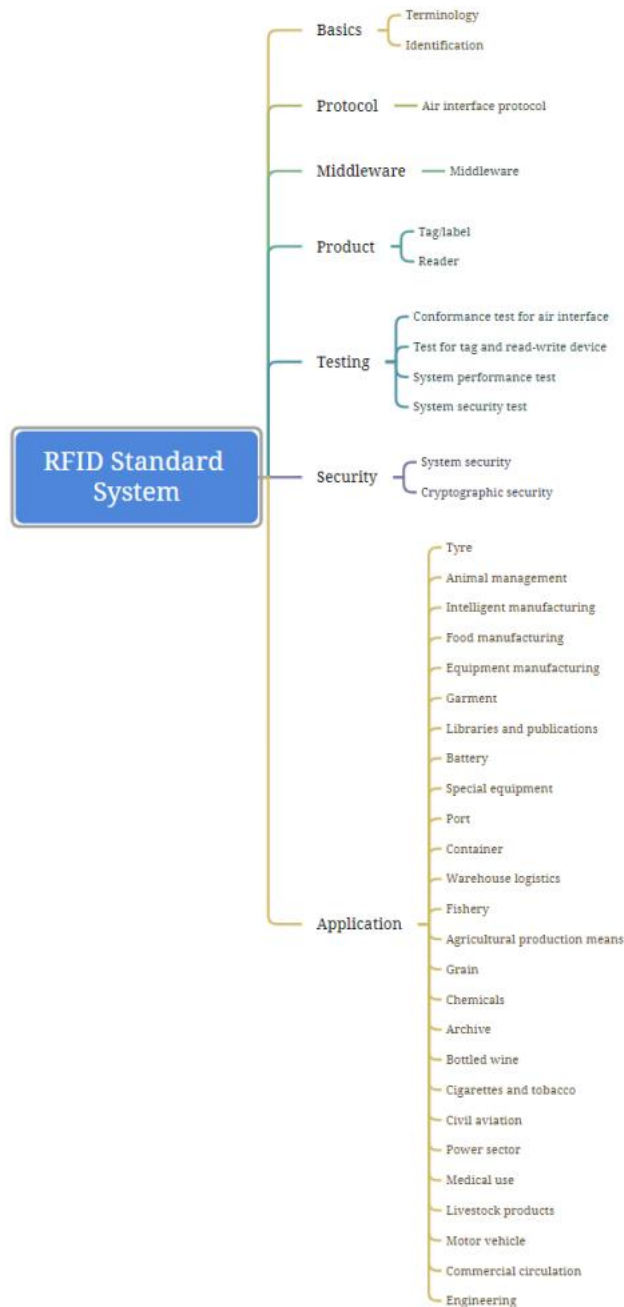 RFID Standard
System
Basics
Terminology
Identification
Protocol
Air interface protocol
Middleware
Middleware
Product
Tag/label
Reader
Testing
Conformance test for air interface
Test for tag and read-write device
System performance test
System security test
Security
System security
Cryptographic security
Application
Tyre
Animal management
Intelligent manufacturing
Food manufacturing
Equipment manufacturing
Garment
Libraries and publications
Battery
Special equipment
Port
Container
Warehouse logistics
Fishery
Agricultural production means
Grain
Chemicals
Archive
Bottled wine
Cigarettes and tobacco
Civil aviation
Power sector
Medical use
Livestock products
Motor vehicle
Commercial circulation
Engineering